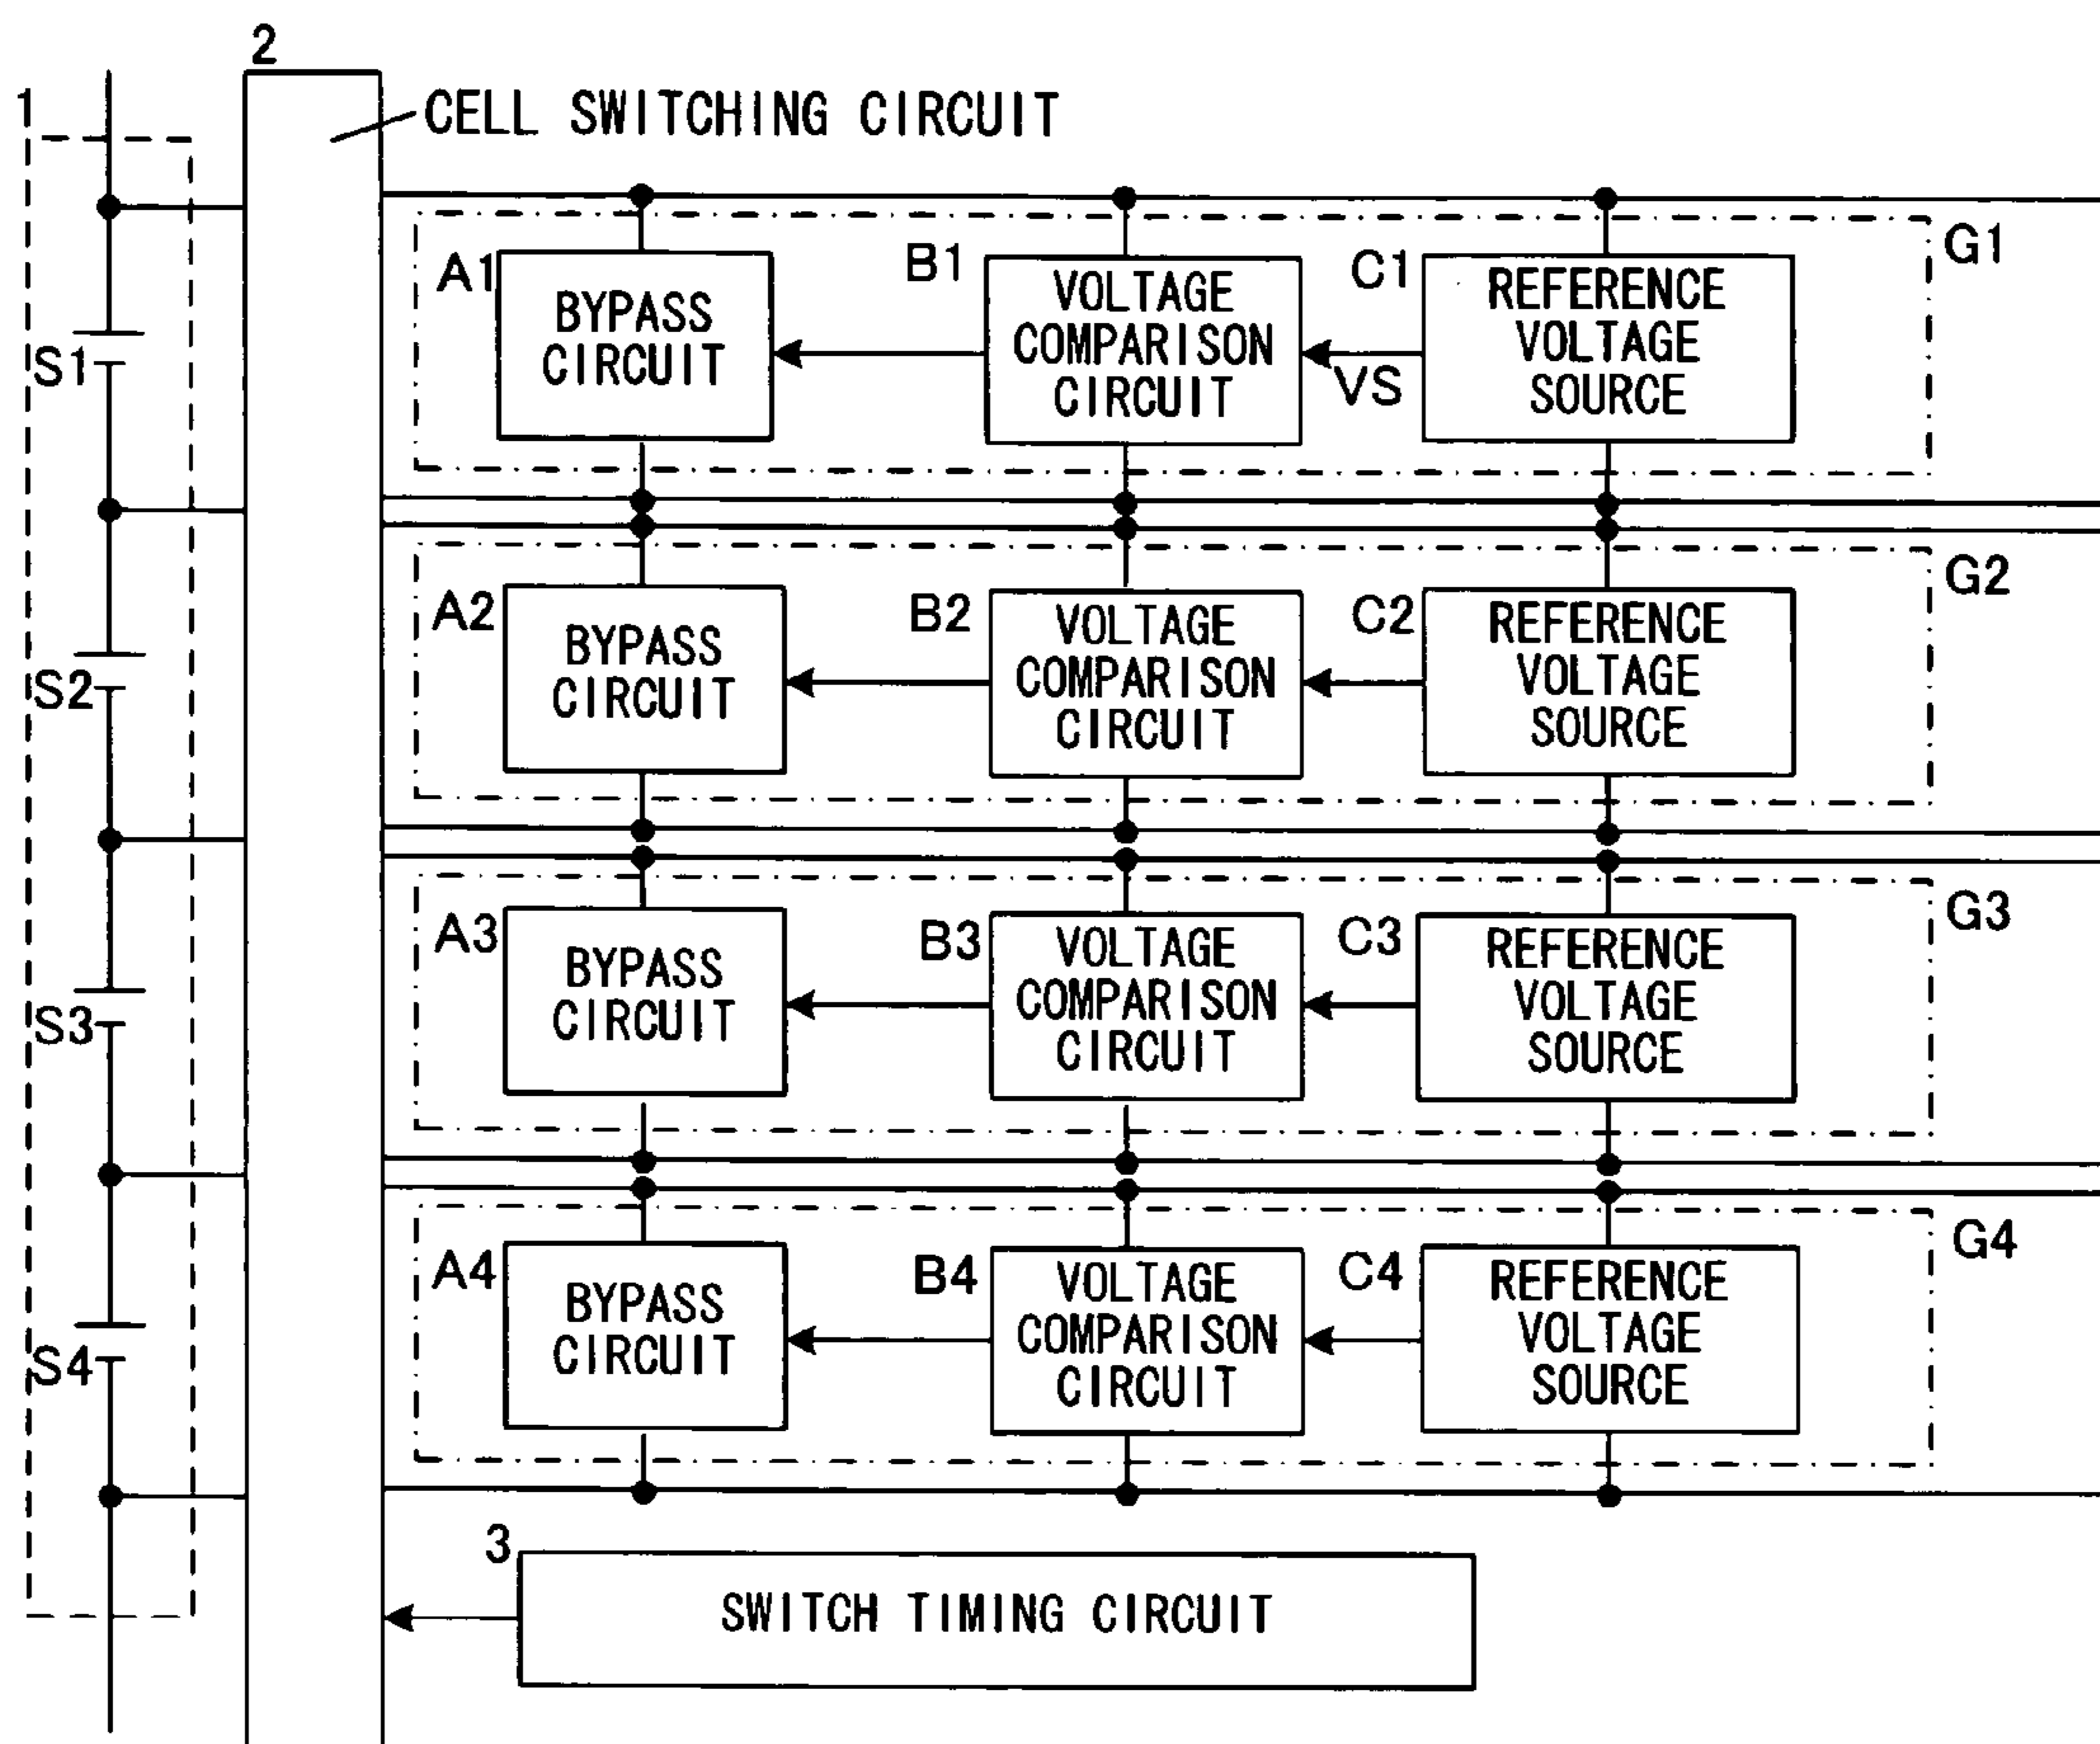 2
1
CELL SWITCHING CIRCUIT
G1
A1
BYPASS
CIRCUIT
B1
VOLTAGE
COMPARISON
CIRCUIT
VS
C1
REFERENCE
VOLTAGE
SOURCE
S1
G2
A2
BYPASS
CIRCUIT
B2
VOLTAGE
COMPARISON
CIRCUIT
C2
REFERENCE
VOLTAGE
SOURCE
S2
G3
A3
BYPASS
CIRCUIT
B3
VOLTAGE
COMPARISON
CIRCUIT
C3
REFERENCE
VOLTAGE
SOURCE
S3
G4
A4
BYPASS
CIRCUIT
B4
VOLTAGE
COMPARISON
CIRCUIT
C4
REFERENCE
VOLTAGE
SOURCE
S4
3
SWITCH TIMING CIRCUIT